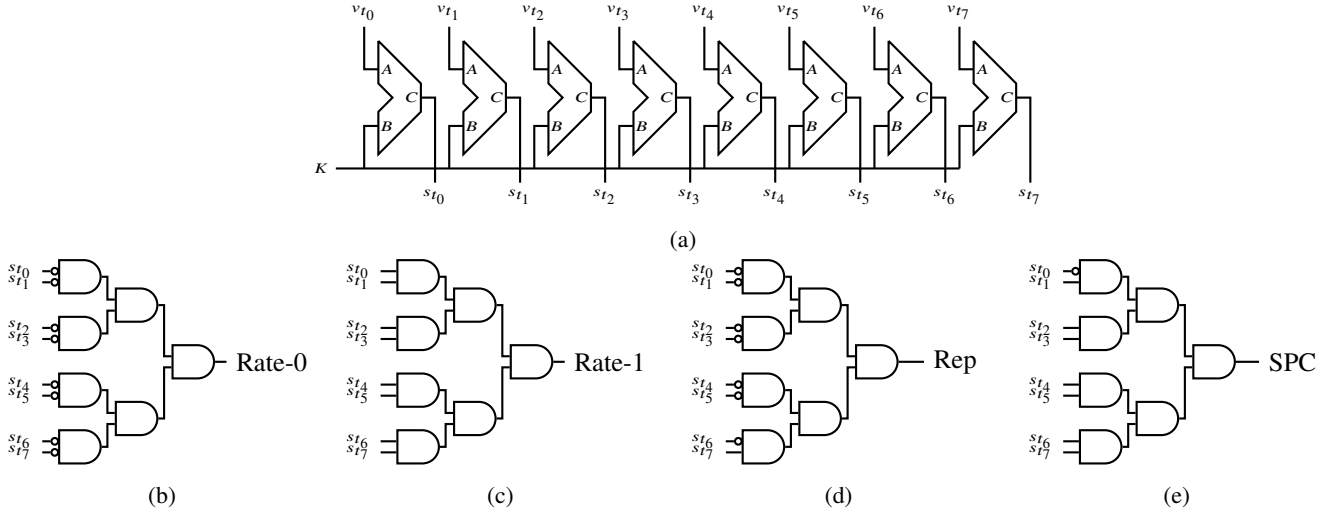 v_{t_0} v_{t_1} v_{t_2} v_{t_3} v_{t_4} v_{t_5} v_{t_6} v_{t_7}
A A A A A A A A
C C C C C C C C
B B B B B B B B
K
s_{t_0} s_{t_1} s_{t_2} s_{t_3} s_{t_4} s_{t_5} s_{t_6} s_{t_7}
(a)
s_{t_0}
s_{t_1}
s_{t_2}
s_{t_3}
s_{t_4}
s_{t_5}
s_{t_6}
s_{t_7}
Rate-0
(b)
s_{t_0}
s_{t_1}
s_{t_2}
s_{t_3}
s_{t_4}
s_{t_5}
s_{t_6}
s_{t_7}
Rate-1
(c)
s_{t_0}
s_{t_1}
s_{t_2}
s_{t_3}
s_{t_4}
s_{t_5}
s_{t_6}
s_{t_7}
Rep
(d)
s_{t_0}
s_{t_1}
s_{t_2}
s_{t_3}
s_{t_4}
s_{t_5}
s_{t_6}
s_{t_7}
SPC
(e)